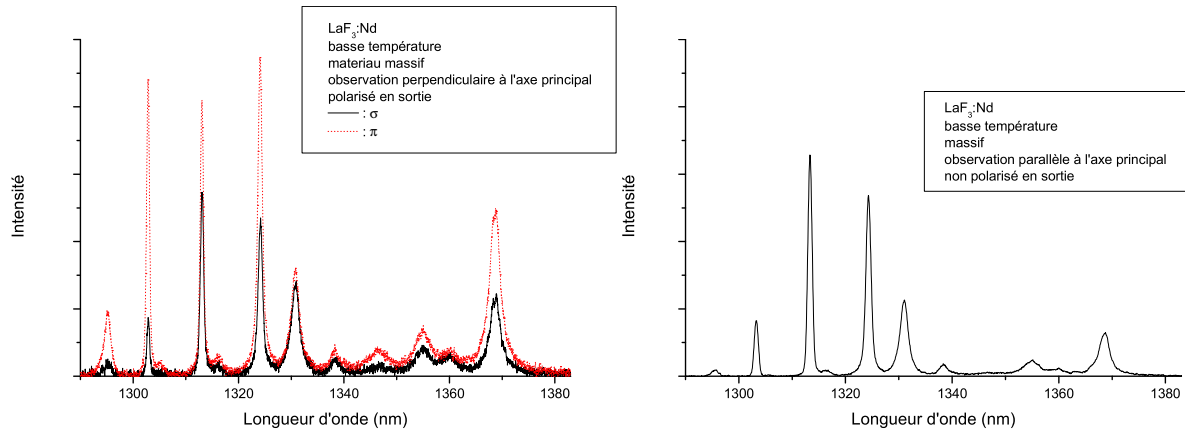 LaF3:Nd
basse température
materiau massif
observation perpendiculaire à l'axe principal
polarisé en sortie
: σ
: π
Intensité
1300 1320 1340 1360 1380
Longueur d'onde (nm)
LaF3:Nd
basse température
massif
observation parallèle à l'axe principal
non polarisé en sortie
Intensité
1300 1320 1340 1360 1380
Longueur d'onde (nm)